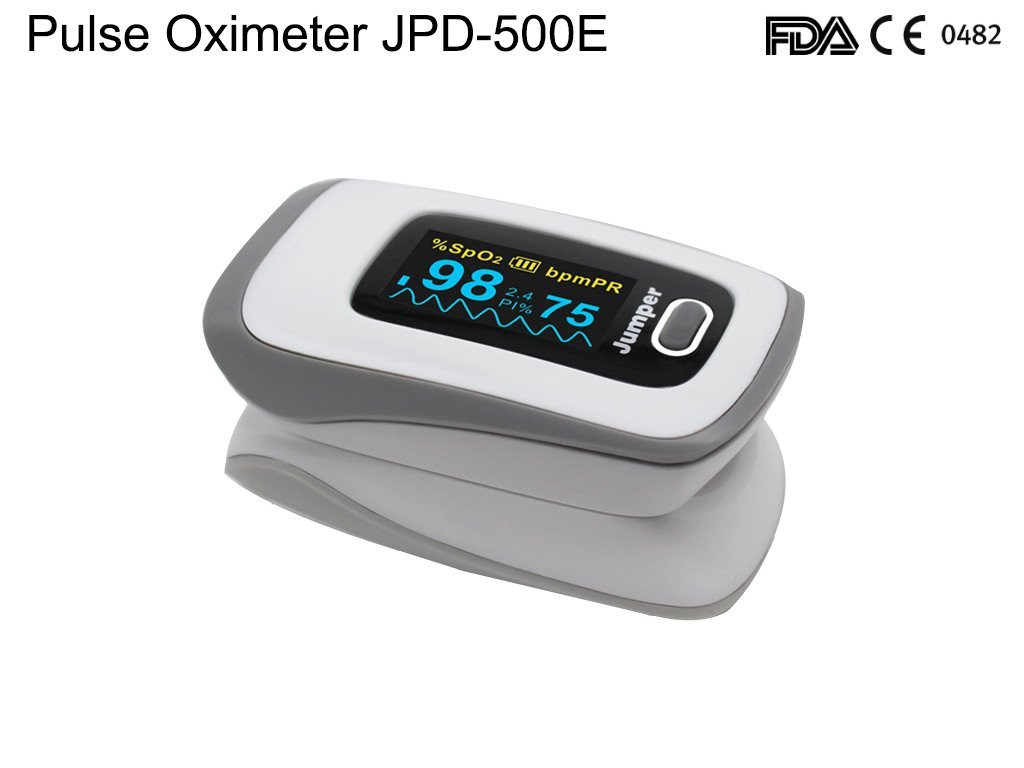 Pulse Oximeter JPD-500E
FDA CE 0482
%SpO2 bpmPR
98 2.4 75
PI%
Jumper